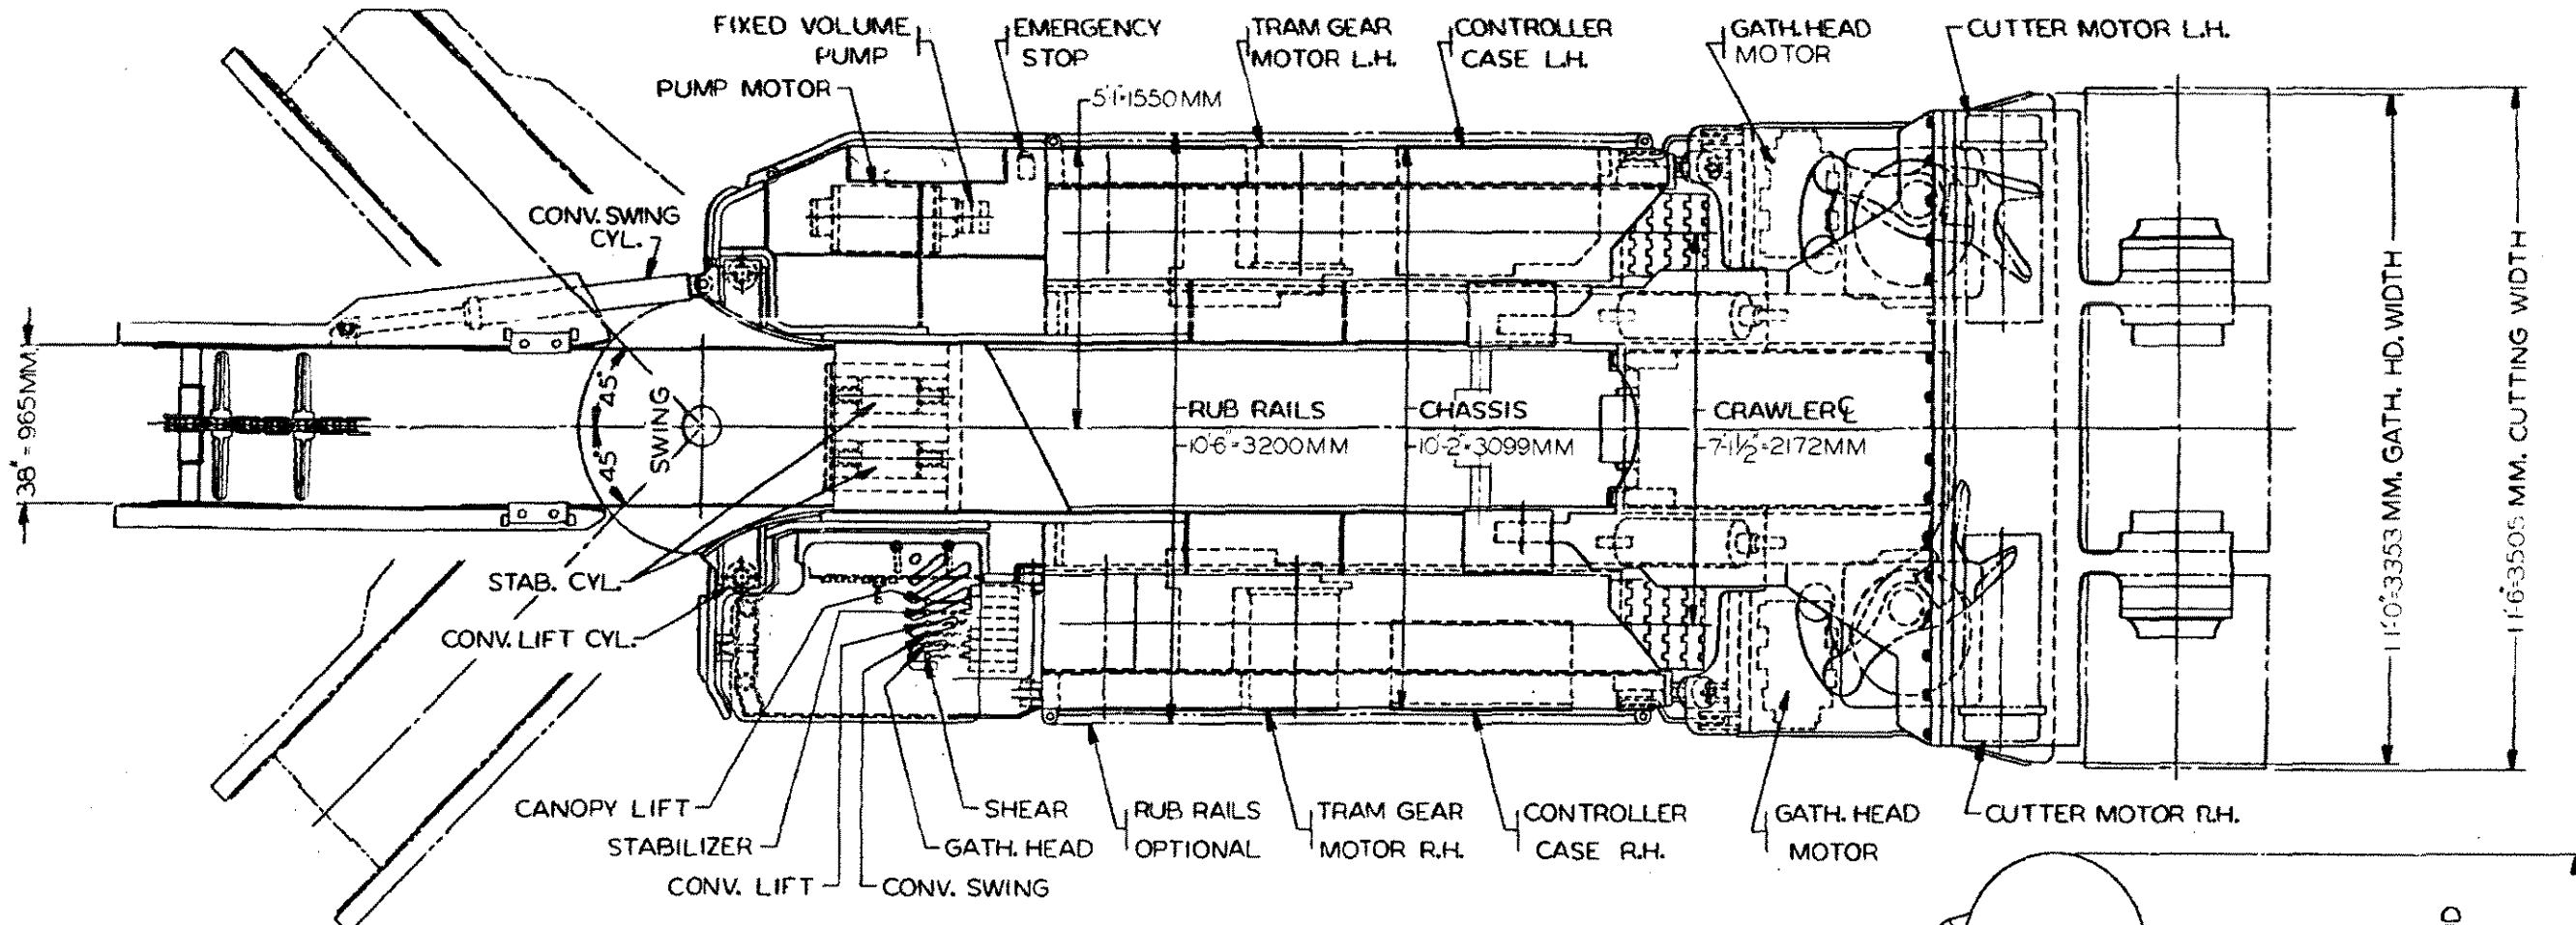 FIXED VOLUME
PUMP
EMERGENCY
STOP
TRAM GEAR
MOTOR L.H.
CONTROLLER
CASE L.H.
GATH. HEAD
MOTOR
CUTTER MOTOR L.H.
PUMP MOTOR
5'1"=1550MM
CONV. SWING
CYL.
38" = 965MM
45°
45°
SWING
RUB RAILS
10'-6"=3200MM
CHASSIS
10'-2"=3099MM
CRAWLER ℄
7'-1½"=2172MM
11'-0"=3353 MM. GATH. HD. WIDTH
11'-6"=3505 MM. CUTTING WIDTH
STAB. CYL.
CONV. LIFT CYL.
CANOPY LIFT
STABILIZER
CONV. LIFT
SHEAR
GATH. HEAD
CONV. SWING
RUB RAILS
OPTIONAL
TRAM GEAR
MOTOR R.H.
CONTROLLER
CASE R.H.
GATH. HEAD
MOTOR
CUTTER MOTOR R.H.